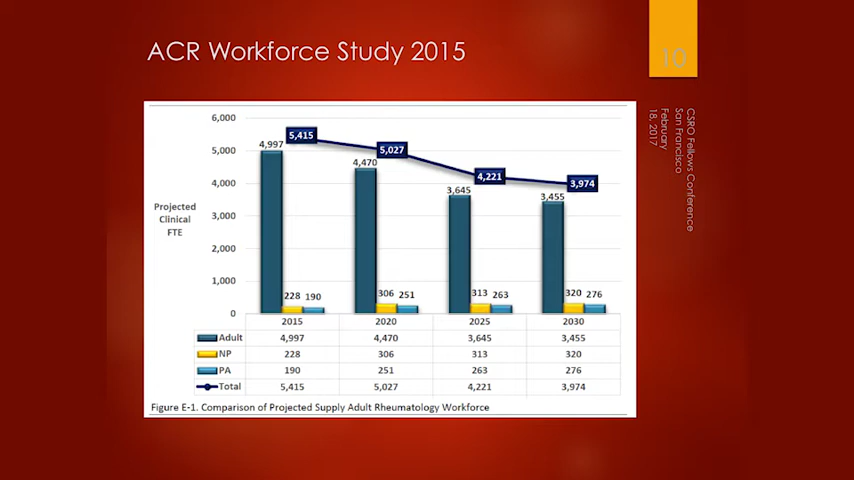 ACR Workforce Study 2015
10
CSRO Fellows Conference
San Francisco
February
18, 2017
6,000
5,000
4,000
3,000
2,000
1,000
0
Projected
Clinical
FTE
5,415
5,027
4,221
3,974
4,997
4,470
3,645
3,455
228 190
306 251
313 263
320 276
2015 2020 2025 2030
Adult 4,997 4,470 3,645 3,455
NP 228 306 313 320
PA 190 251 263 276
Total 5,415 5,027 4,221 3,974
Figure E-1. Comparison of Projected Supply Adult Rheumatology Workforce